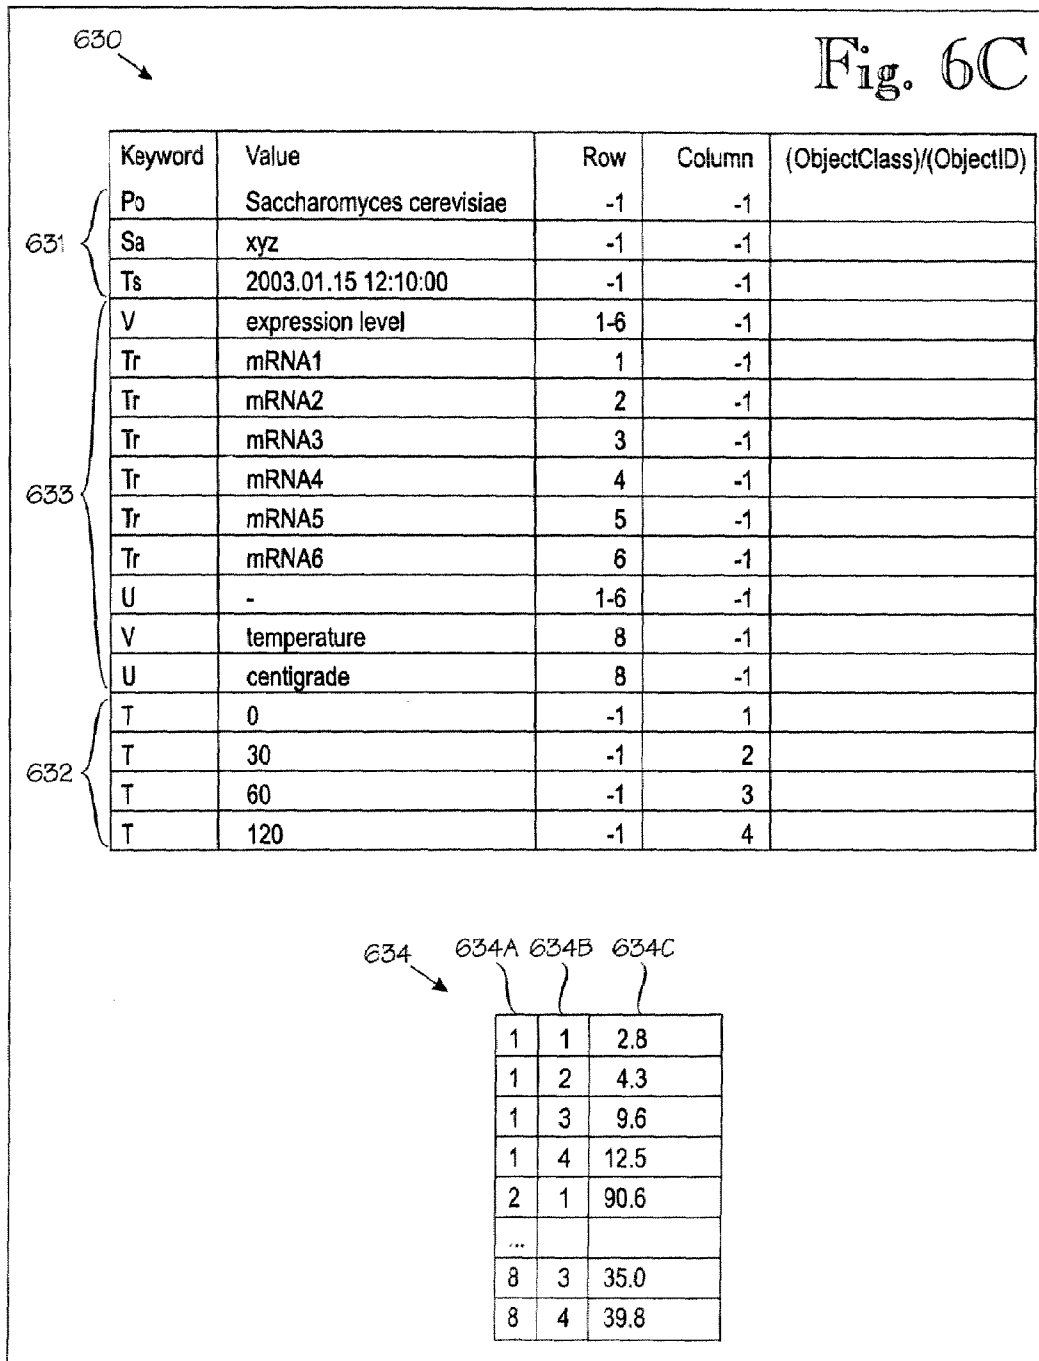 630
Fig. 6C
Keyword Value Row Column (ObjectClass)/(ObjectID)
Po Saccharomyces cerevisiae -1 -1
631
Sa xyz -1 -1
Ts 2003.01.15 12:10:00 -1 -1
V expression level 1-6 -1
Tr mRNA1 1 -1
Tr mRNA2 2 -1
Tr mRNA3 3 -1
Tr mRNA4 4 -1
633
Tr mRNA5 5 -1
Tr mRNA6 6 -1
U - 1-6 -1
V temperature 8 -1
U centigrade 8 -1
T 0 -1 1
T 30 -1 2
632
T 60 -1 3
T 120 -1 4
634 634A 634B 634C
1 1 2.8
1 2 4.3
1 3 9.6
1 4 12.5
2 1 90.6
...
8 3 35.0
8 4 39.8